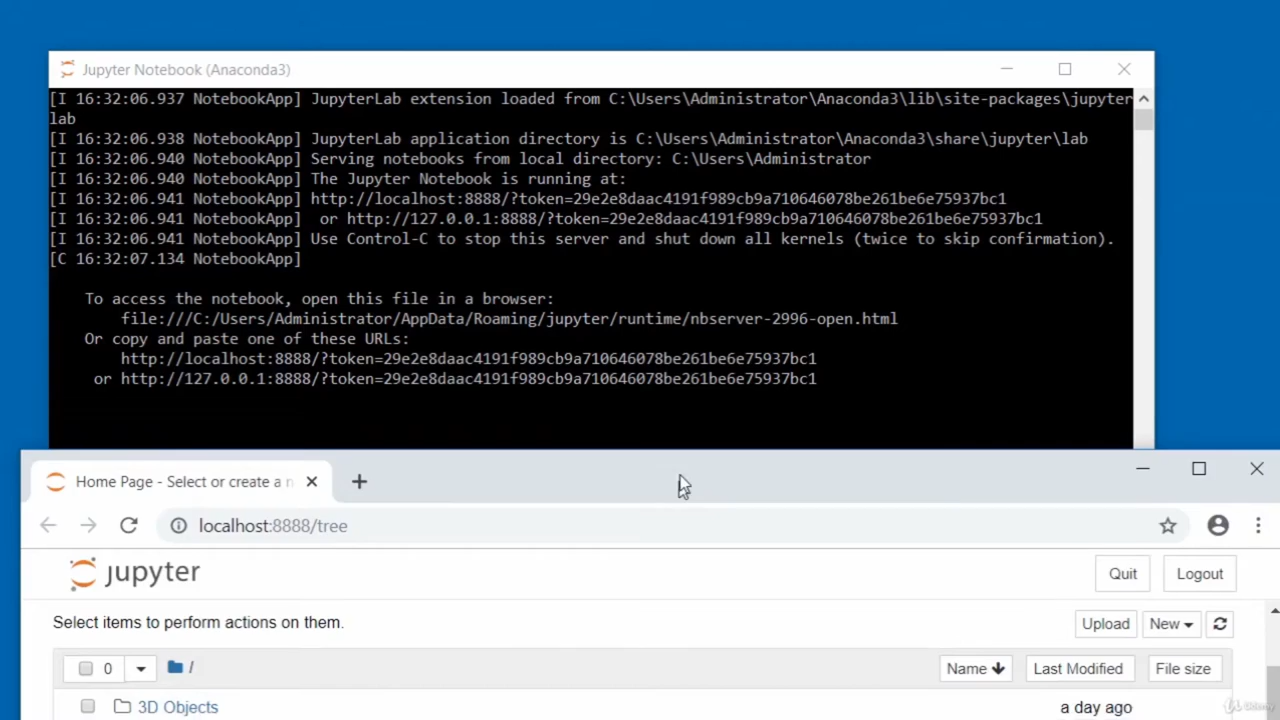 Jupyter Notebook (Anaconda3)
[I 16:32:06.937 NotebookApp] JupyterLab extension loaded from C:\Users\Administrator\Anaconda3\lib\site-packages\jupyter
lab
[I 16:32:06.938 NotebookApp] JupyterLab application directory is C:\Users\Administrator\Anaconda3\share\jupyter\lab
[I 16:32:06.940 NotebookApp] Serving notebooks from local directory: C:\Users\Administrator
[I 16:32:06.940 NotebookApp] The Jupyter Notebook is running at:
[I 16:32:06.941 NotebookApp] http://localhost:8888/?token=29e2e8daac4191f989cb9a710646078be261be6e75937bc1
[I 16:32:06.941 NotebookApp]  or http://127.0.0.1:8888/?token=29e2e8daac4191f989cb9a710646078be261be6e75937bc1
[I 16:32:06.941 NotebookApp] Use Control-C to stop this server and shut down all kernels (twice to skip confirmation).
[C 16:32:07.134 NotebookApp]
To access the notebook, open this file in a browser:
file:///C:/Users/Administrator/AppData/Roaming/jupyter/runtime/nbserver-2996-open.html
Or copy and paste one of these URLs:
http://localhost:8888/?token=29e2e8daac4191f989cb9a710646078be261be6e75937bc1
or http://127.0.0.1:8888/?token=29e2e8daac4191f989cb9a710646078be261be6e75937bc1
Home Page - Select or create a n
localhost:8888/tree
jupyter
Quit Logout
Select items to perform actions on them.
Upload New
0 / Name Last Modified File size
3D Objects a day ago
Udemy